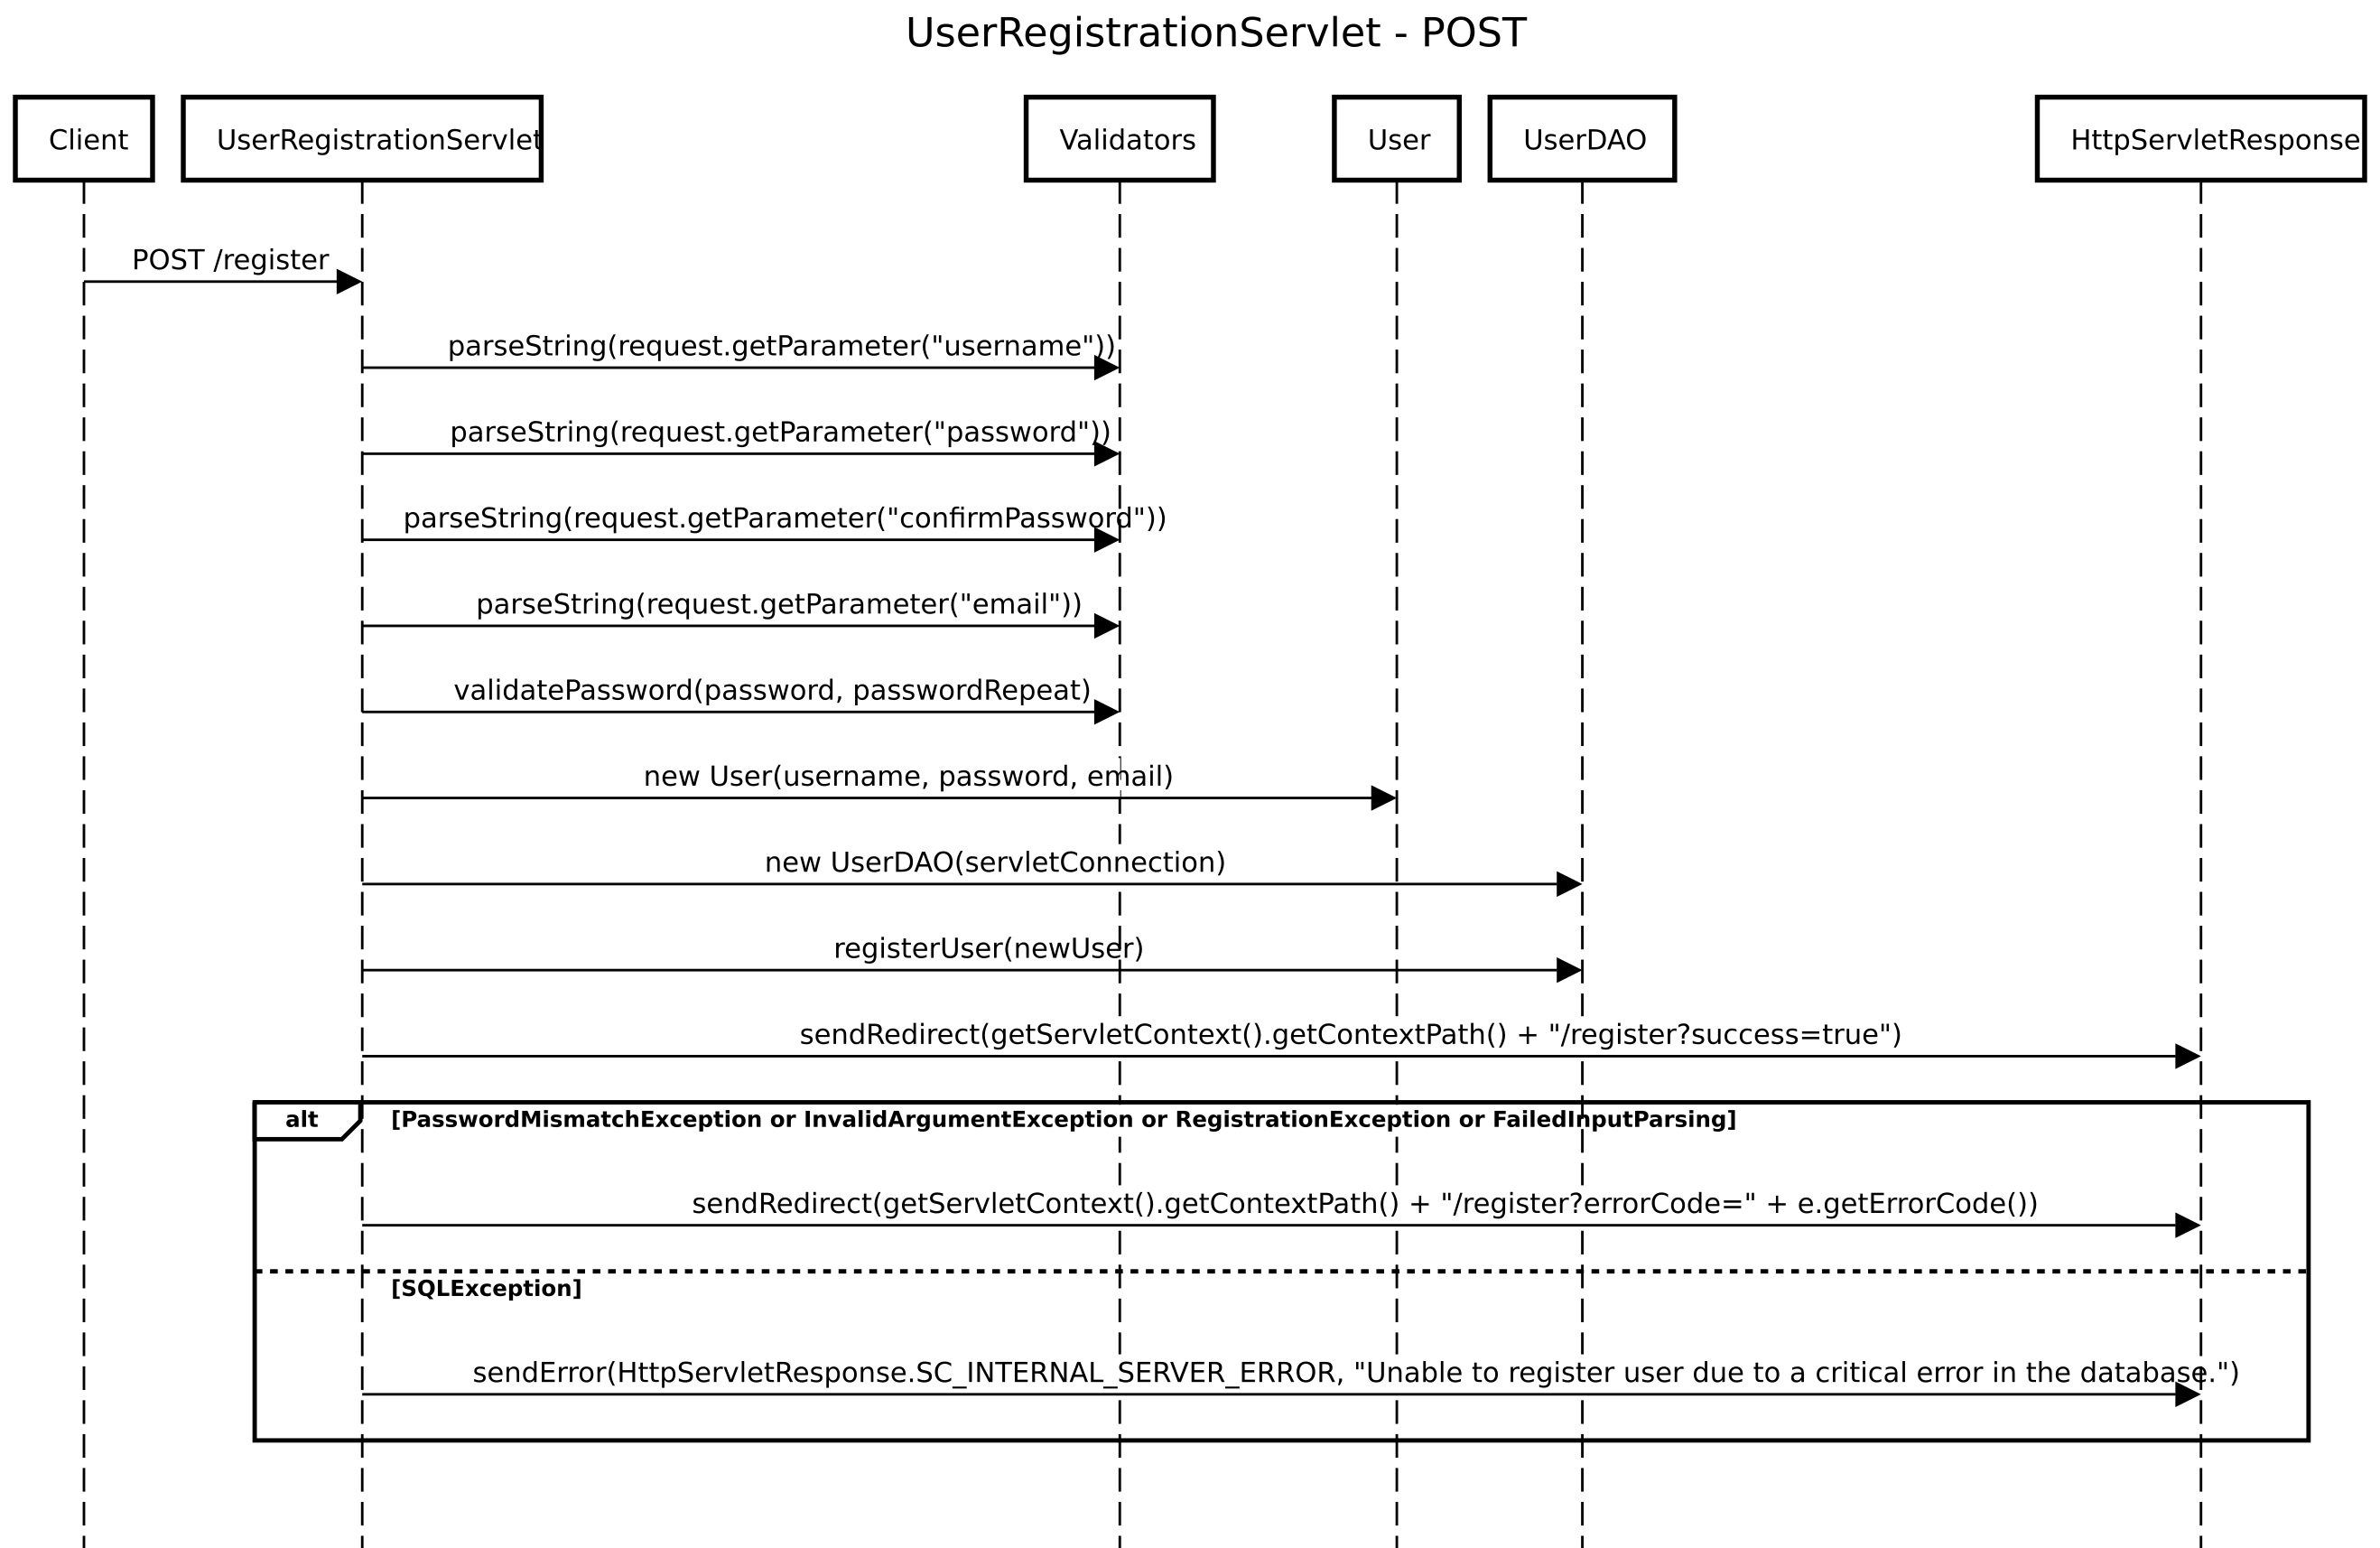 UserRegistrationServlet - POST
Client
UserRegistrationServlet
Validators
User
UserDAO
HttpServletResponse
POST /register
parseString(request.getParameter("username"))
parseString(request.getParameter("password"))
parseString(request.getParameter("confirmPassword"))
parseString(request.getParameter("email"))
validatePassword(password, passwordRepeat)
new User(username, password, email)
new UserDAO(servletConnection)
registerUser(newUser)
sendRedirect(getServletContext().getContextPath() + "/register?success=true")
alt
[PasswordMismatchException or InvalidArgumentException or RegistrationException or FailedInputParsing]
sendRedirect(getServletContext().getContextPath() + "/register?errorCode=" + e.getErrorCode())
[SQLException]
sendError(HttpServletResponse.SC_INTERNAL_SERVER_ERROR, "Unable to register user due to a critical error in the database.")